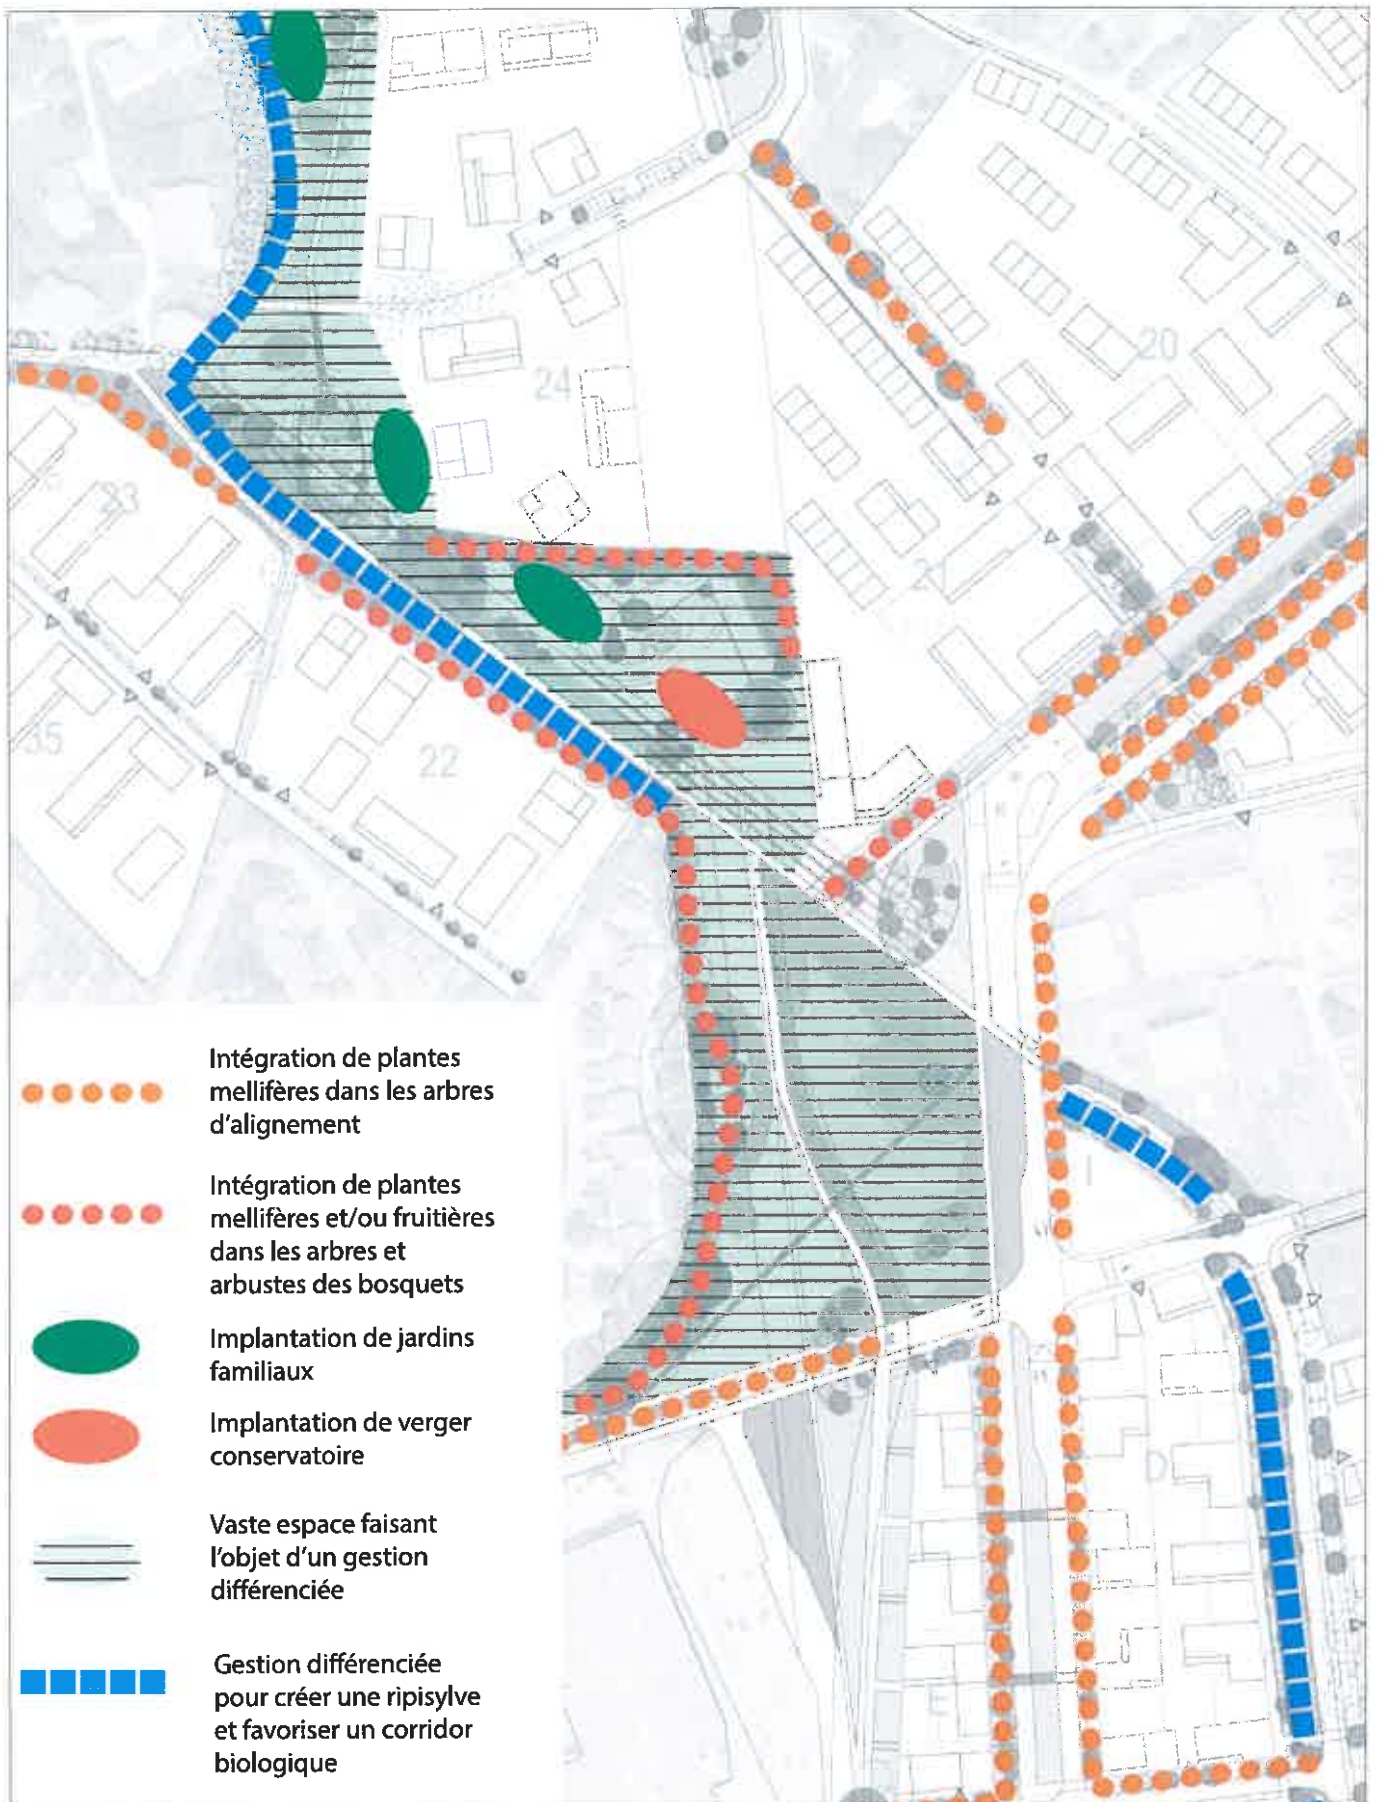 24
20
23
21
22
35
Intégration de plantes
mellifères dans les arbres
d'alignement
Intégration de plantes
mellifères et/ou fruitières
dans les arbres et
arbustes des bosquets
Implantation de jardins
familiaux
Implantation de verger
conservatoire
Vaste espace faisant
l'objet d'un gestion
différenciée
Gestion différenciée
pour créer une ripisylve
et favoriser un corridor
biologique